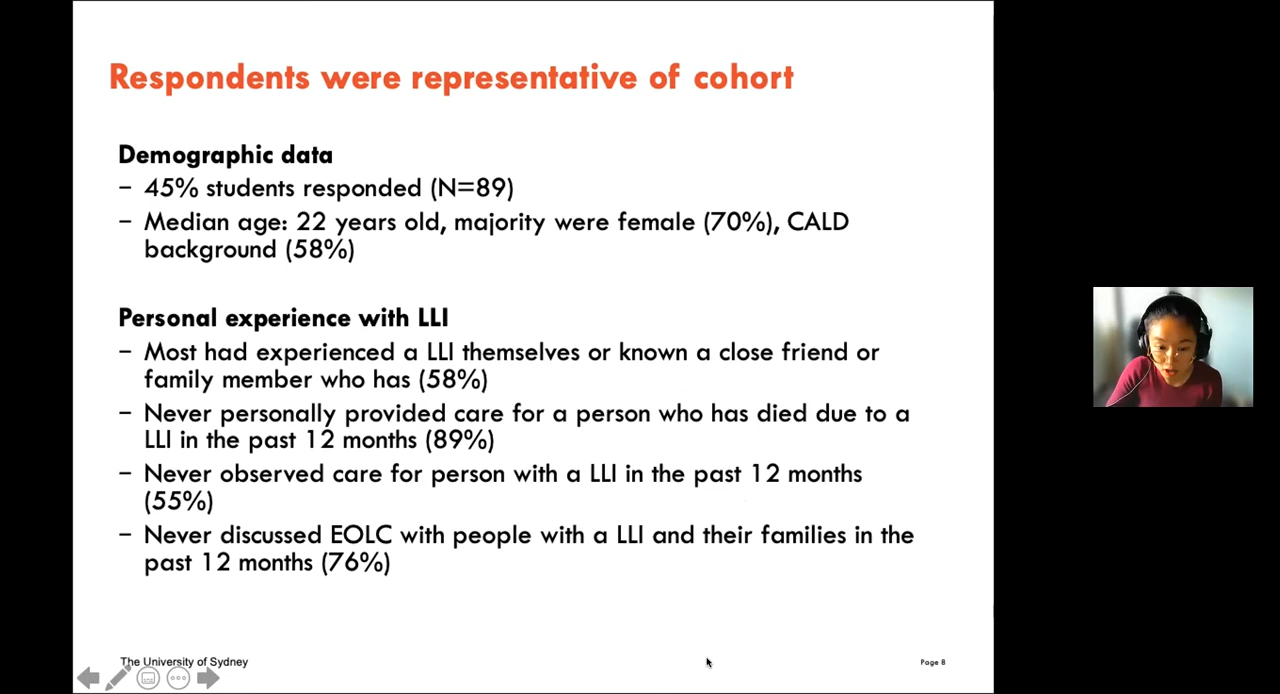 Respondents were representative of cohort
Demographic data
– 45% students responded (N=89)
– Median age: 22 years old, majority were female (70%), CALD
background (58%)
Personal experience with LLI
– Most had experienced a LLI themselves or known a close friend or
family member who has (58%)
– Never personally provided care for a person who has died due to a
LLI in the past 12 months (89%)
– Never observed care for person with a LLI in the past 12 months
(55%)
– Never discussed EOLC with people with a LLI and their families in the
past 12 months (76%)
The University of Sydney
Page 8